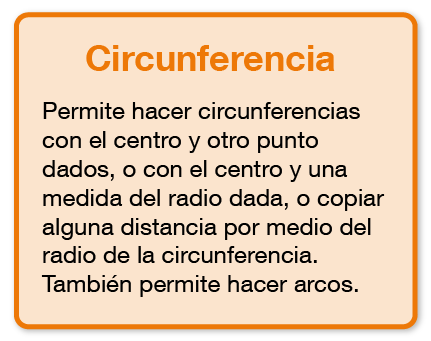 Circunferencia
Permite hacer circunferencias
con el centro y otro punto
dados, o con el centro y una
medida del radio dada, o copiar
alguna distancia por medio del
radio de la circunferencia.
También permite hacer arcos.